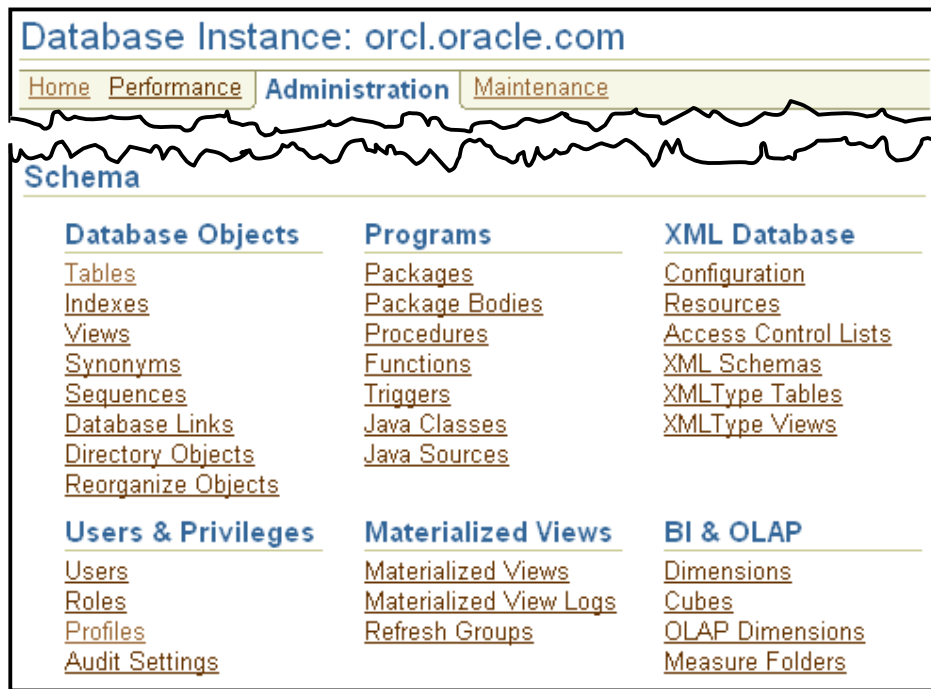 Database Instance: orcl.oracle.com
Home Performance Administration Maintenance
Schema
Database Objects
Tables
Indexes
Views
Synonyms
Sequences
Database Links
Directory Objects
Reorganize Objects
Programs
Packages
Package Bodies
Procedures
Functions
Triggers
Java Classes
Java Sources
XML Database
Configuration
Resources
Access Control Lists
XML Schemas
XMLType Tables
XMLType Views
Users & Privileges
Users
Roles
Profiles
Audit Settings
Materialized Views
Materialized Views
Materialized View Logs
Refresh Groups
BI & OLAP
Dimensions
Cubes
OLAP Dimensions
Measure Folders